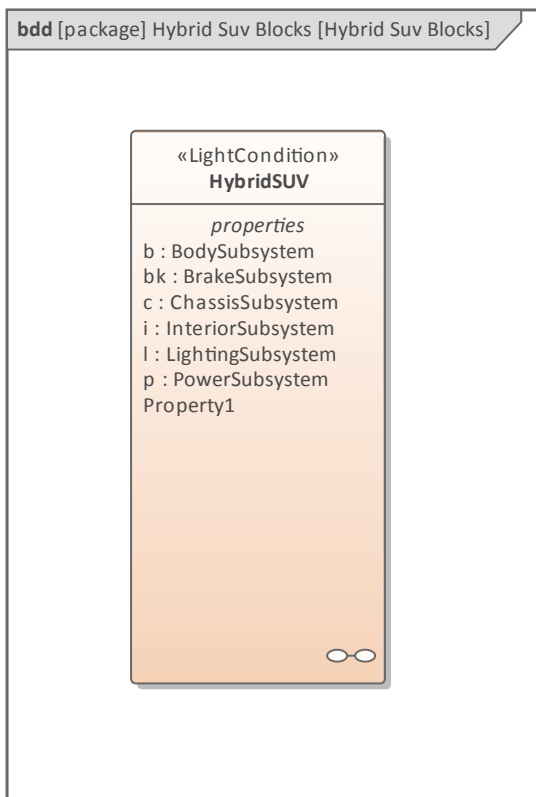 bdd [package] Hybrid Suv Blocks [Hybrid Suv Blocks]
«LightCondition»
HybridSUV
properties
b : BodySubsystem
bk : BrakeSubsystem
c : ChassisSubsystem
i : InteriorSubsystem
l : LightingSubsystem
p : PowerSubsystem
Property1